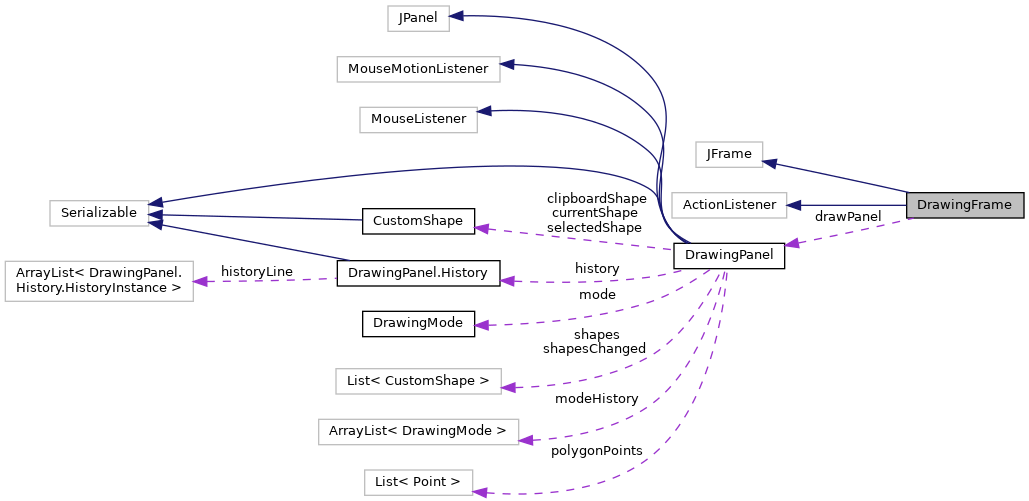 JPanel
MouseMotionListener
MouseListener
JFrame
Serializable
clipboardShape
currentShape
selectedShape
CustomShape
ActionListener
DrawingFrame
drawPanel
DrawingPanel
ArrayList< DrawingPanel.
History.HistoryInstance >
historyLine
DrawingPanel.History
history
mode
DrawingMode
shapes
shapesChanged
List< CustomShape >
modeHistory
ArrayList< DrawingMode >
polygonPoints
List< Point >